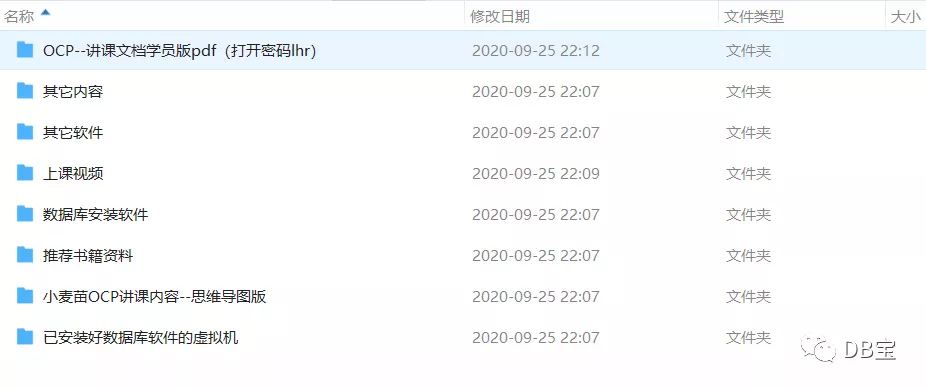 名称 修改日期 文件类型 大小
OCP--讲课文档学员版pdf（打开密码lhr） 2020-09-25 22:12 文件夹
其它内容 2020-09-25 22:07 文件夹
其它软件 2020-09-25 22:07 文件夹
上课视频 2020-09-25 22:09 文件夹
数据库安装软件 2020-09-25 22:07 文件夹
推荐书籍资料 2020-09-25 22:07 文件夹
小麦苗OCP讲课内容--思维导图版 2020-09-25 22:07 文件夹
已安装好数据库软件的虚拟机 2020-09-25 22:07 文件夹
DB宝